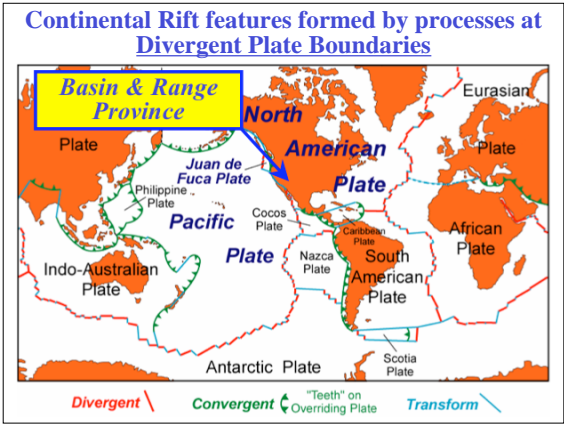 Continental Rift features formed by processes at
Divergent Plate Boundaries
Basin & Range
Province
North
American
Plate
Eurasian
Plate
Plate
Juan de
Fuca Plate
Philippine
Plate
Pacific
Plate
Cocos
Plate
Caribbean
Plate
African
Plate
Indo-Australian
Plate
Nazca
Plate
South
American
Plate
Antarctic Plate
Scotia
Plate
Divergent
Convergent
"Teeth" on
Overriding Plate
Transform